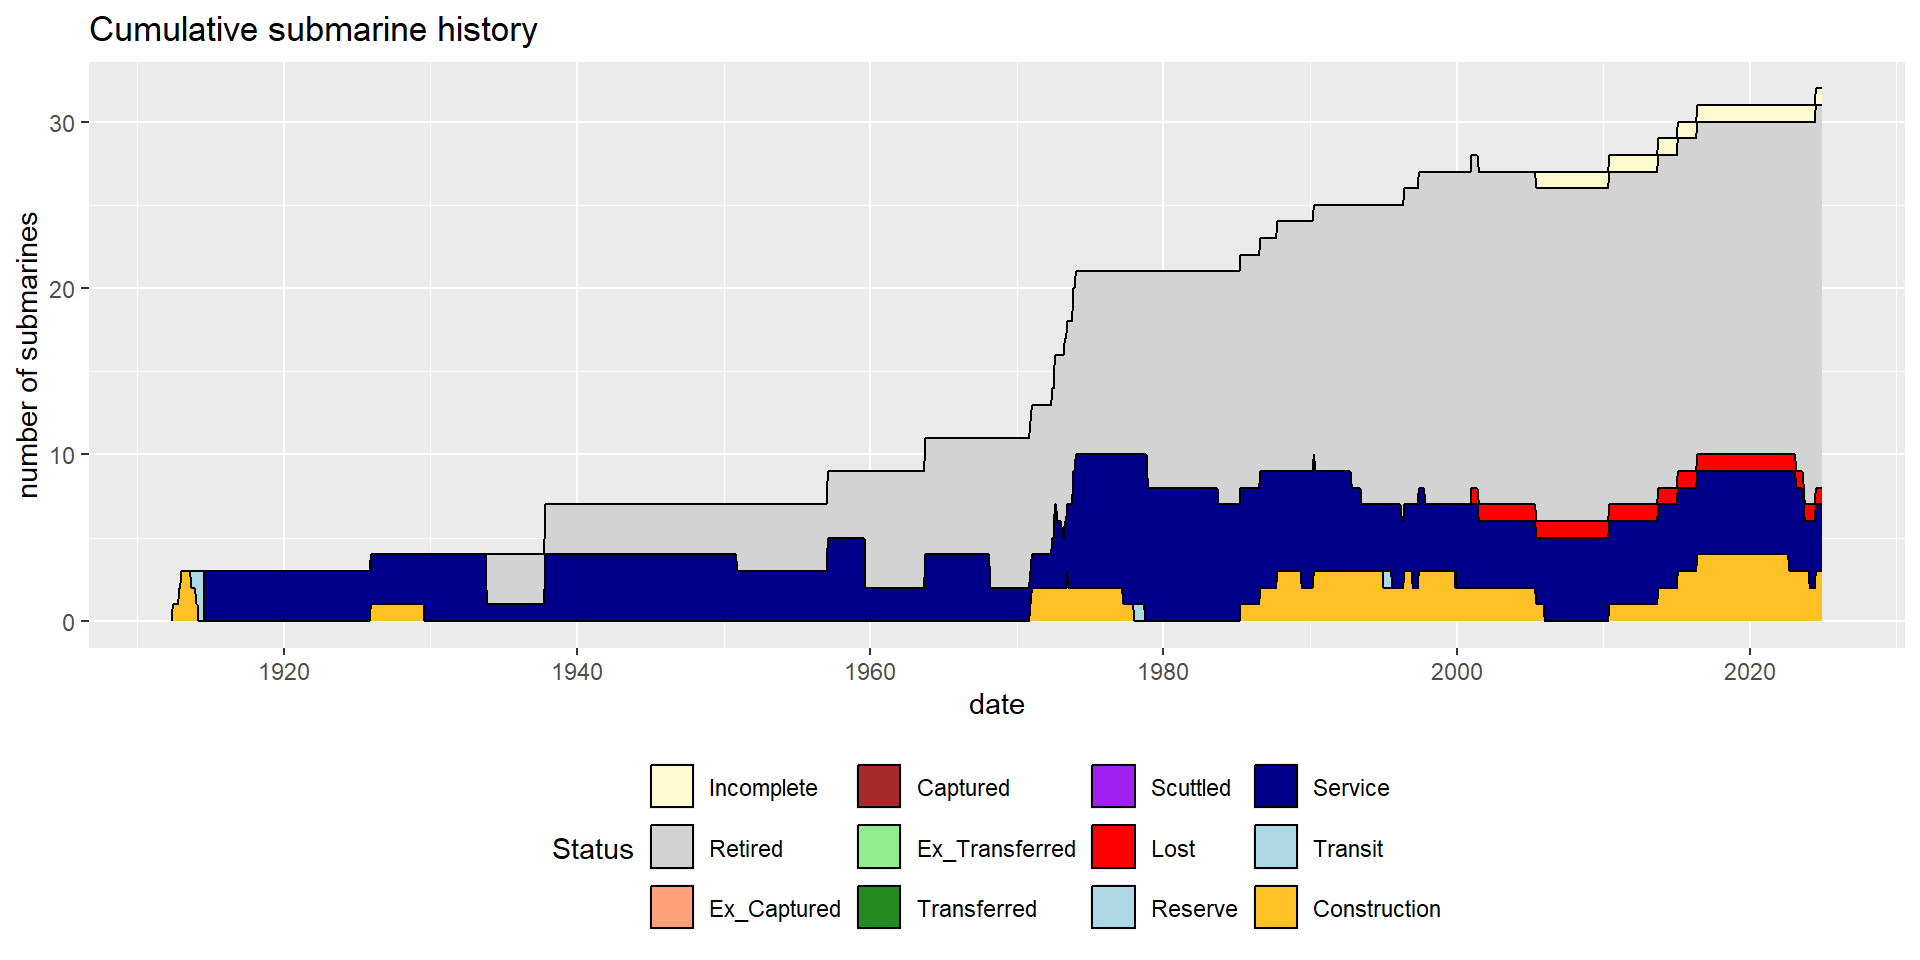 Cumulative submarine history
number of submarines
30
20
10
0
1920 1940 1960 1980 2000 2020
date
Status
Incomplete Captured Scuttled Service
Retired Ex_Transferred Lost Transit
Ex_Captured Transferred Reserve Construction